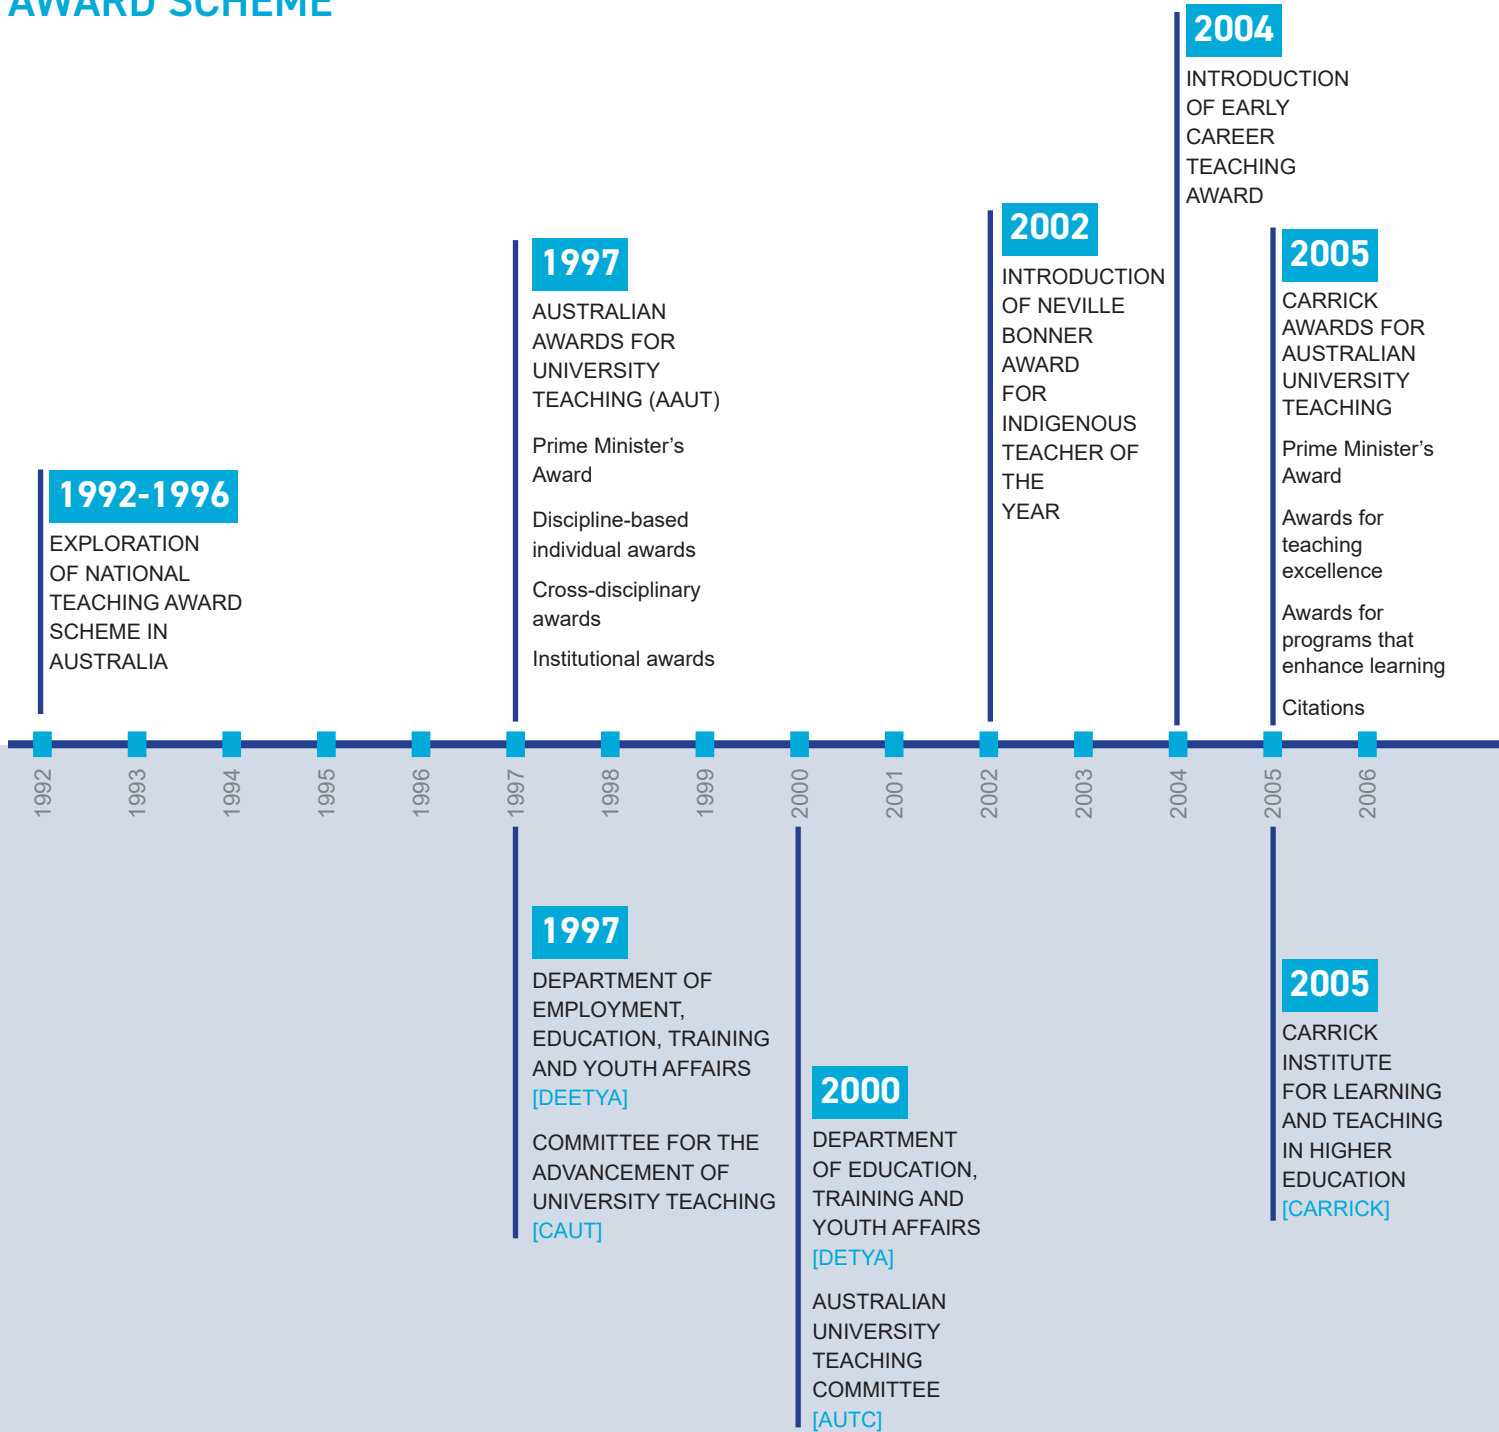 AWARD SCHEME
1992-1996
EXPLORATION
OF NATIONAL
TEACHING AWARD
SCHEME IN
AUSTRALIA
1997
AUSTRALIAN
AWARDS FOR
UNIVERSITY
TEACHING (AAUT)
Prime Minister’s
Award
Discipline-based
individual awards
Cross-disciplinary
awards
Institutional awards
2002
INTRODUCTION
OF NEVILLE
BONNER
AWARD
FOR
INDIGENOUS
TEACHER OF
THE
YEAR
2004
INTRODUCTION
OF EARLY
CAREER
TEACHING
AWARD
2005
CARRICK
AWARDS FOR
AUSTRALIAN
UNIVERSITY
TEACHING
Prime Minister’s
Award
Awards for
teaching
excellence
Awards for
programs that
enhance learning
Citations
1992
1993
1994
1995
1996
1997
1998
1999
2000
2001
2002
2003
2004
2005
2006
1997
DEPARTMENT OF
EMPLOYMENT,
EDUCATION, TRAINING
AND YOUTH AFFAIRS
[DEETYA]
COMMITTEE FOR THE
ADVANCEMENT OF
UNIVERSITY TEACHING
[CAUT]
2000
DEPARTMENT
OF EDUCATION,
TRAINING AND
YOUTH AFFAIRS
[DETYA]
AUSTRALIAN
UNIVERSITY
TEACHING
COMMITTEE
[AUTC]
2005
CARRICK
INSTITUTE
FOR LEARNING
AND TEACHING
IN HIGHER
EDUCATION
[CARRICK]